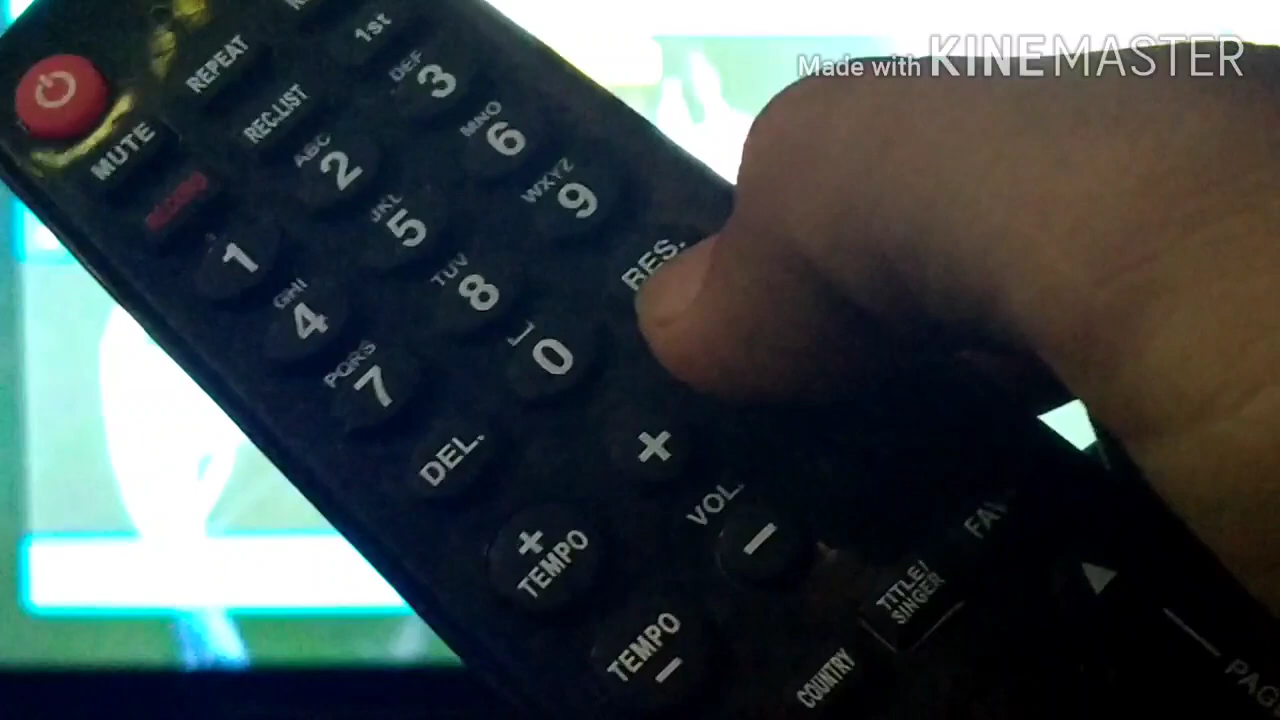 Made with KINEMASTER
REPEAT
1st
MUTE
REC.LIST
ABC
2
DEF
3
1
JKL
5
MNO
6
GHI
4
TUV
8
WXYZ
9
PQRS
7
0
RES.
DEL.
+
VOL.
−
+
TEMPO
TEMPO
−
TITLE/
SINGER
COUNTRY